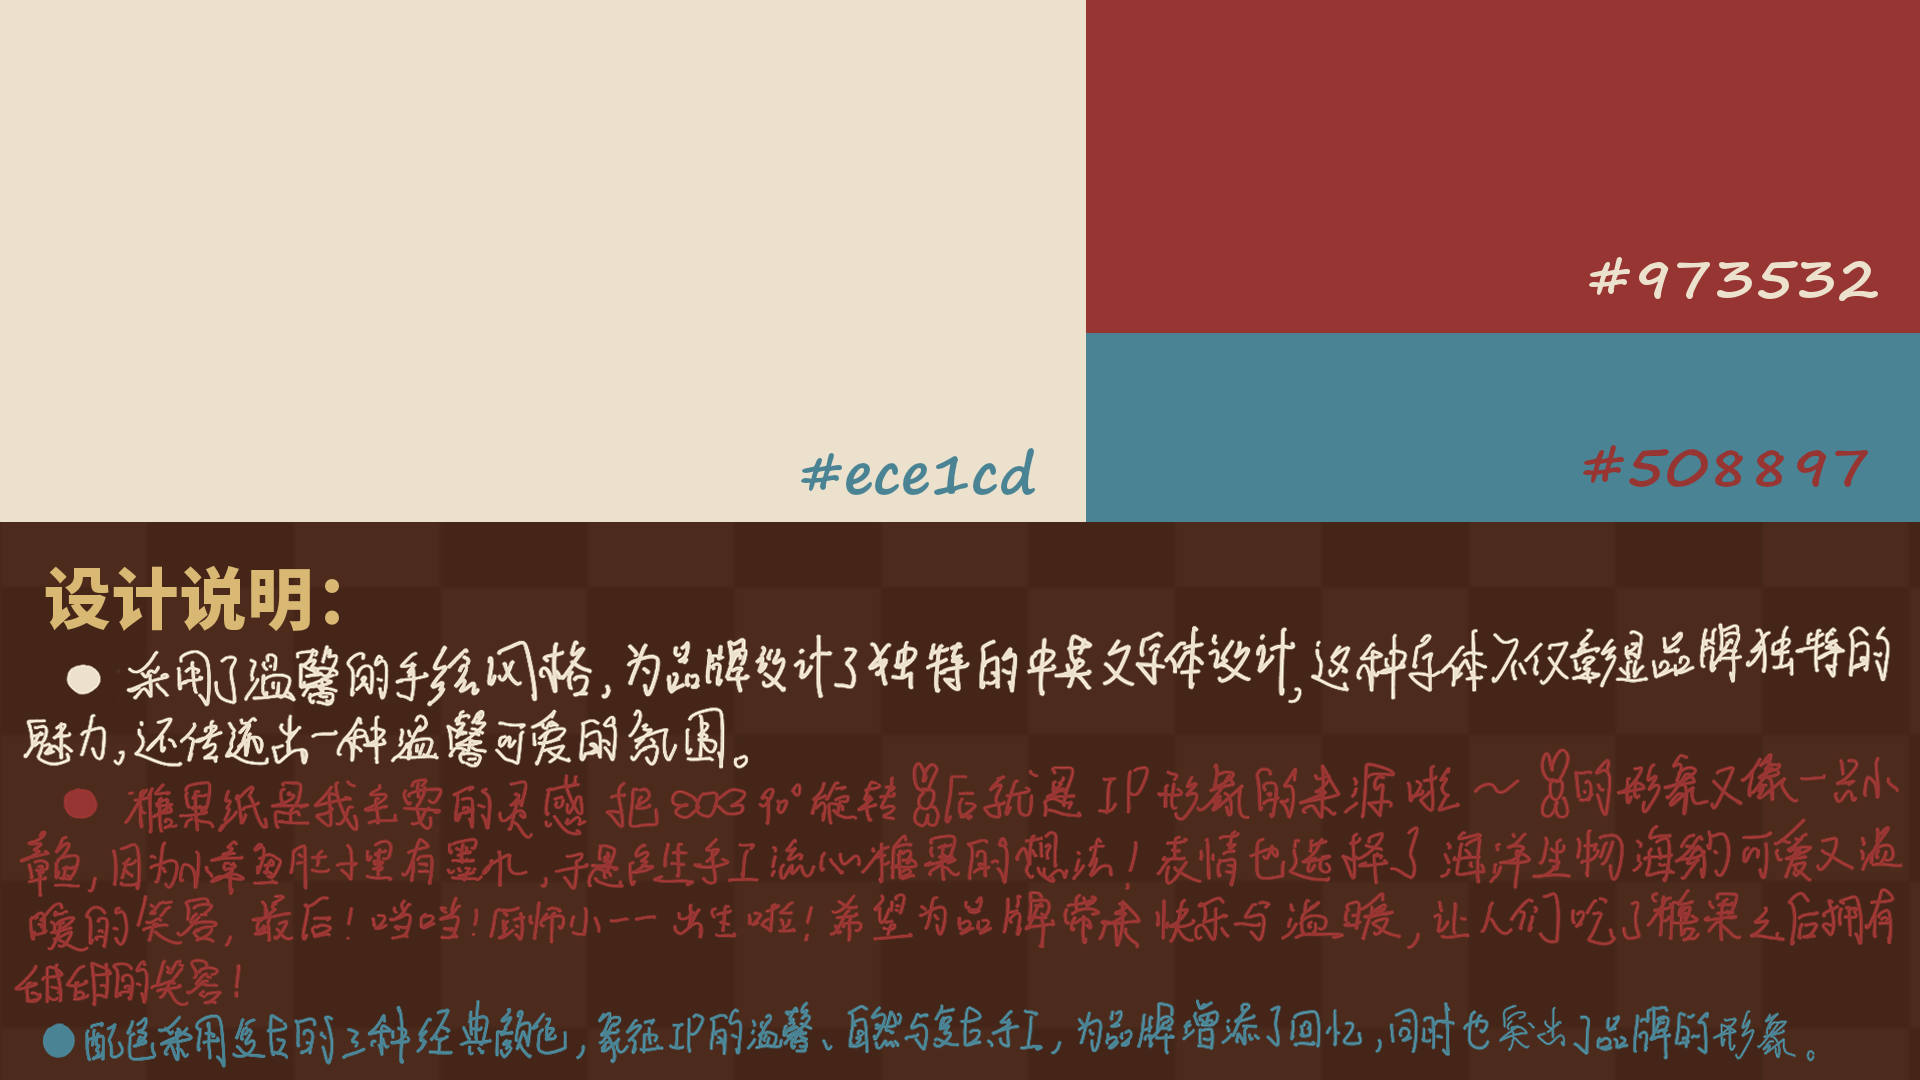 #973532
#ece1cd
#508897
设计说明：
采用了温馨的手绘风格，为品牌设计了独特的中英文字体设计，这种字体不仅彰显品牌独特的
魅力，还传递出一种温馨可爱的氛围。
糖果纸是我主要的灵感 把 90°旋转 后就是 IP形象的来源啦～ 的形象又像一只小
章鱼，因为小章鱼肚子里有墨水，于是产生手工流心糖果的想法！表情也选择了海洋生物海豹可爱又温
暖的笑容，最后！当当！厨师小一一出生啦！希望为品牌带来快乐与温暖，让人们吃了糖果之后拥有
甜甜的笑容！
配色采用复古的三种经典颜色，象征IP的温馨、自然与复古手工，为品牌增添了回忆，同时也突出了品牌的形象。